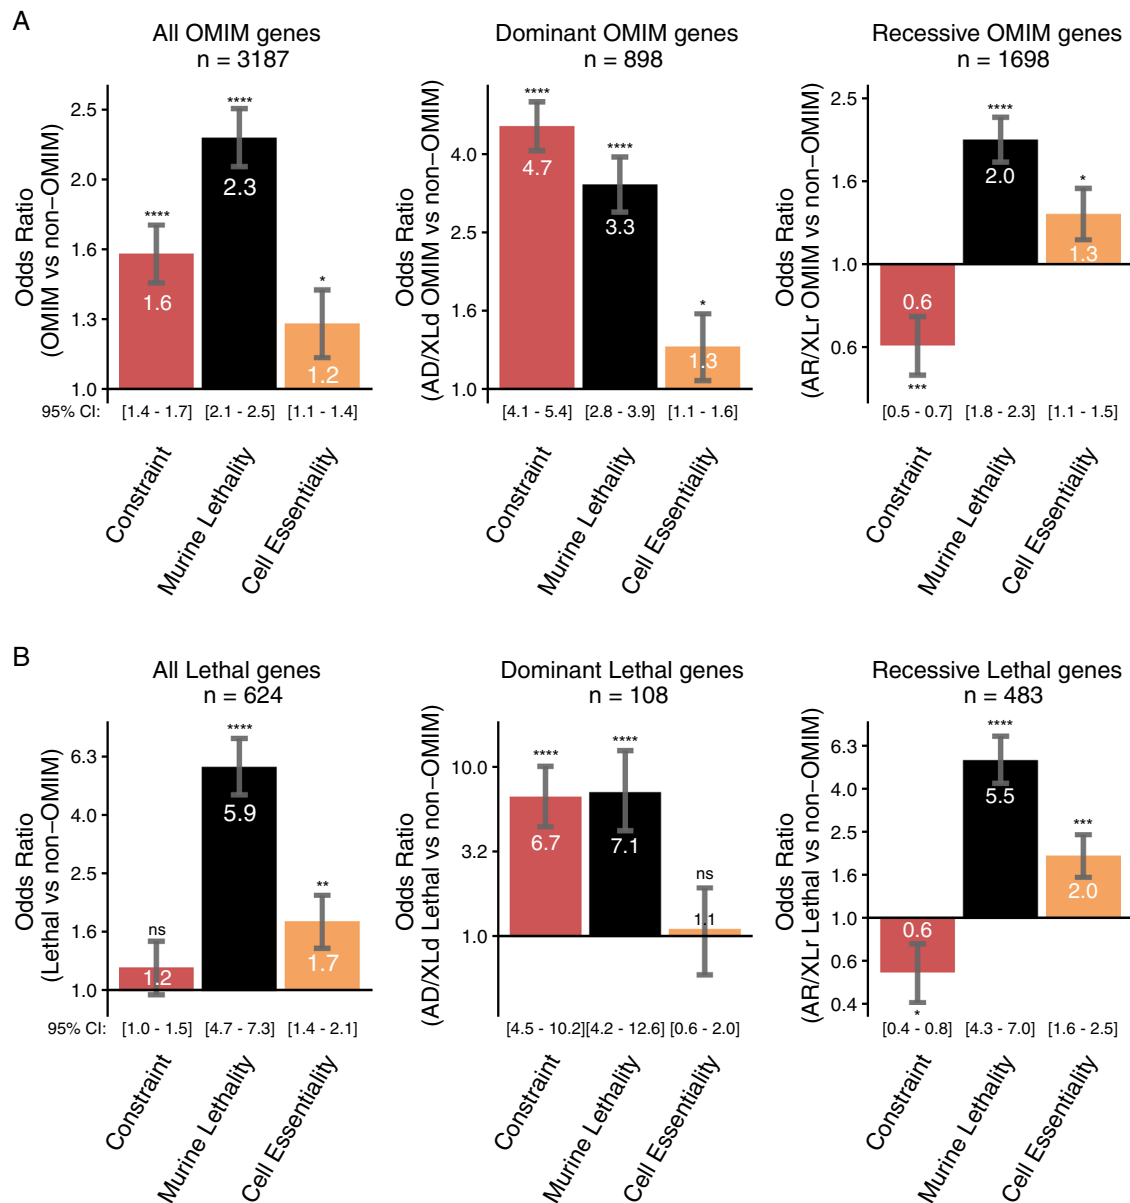 A
All OMIM genes
n = 3187
Odds Ratio
(OMIM vs non−OMIM)
2.5
2.0
1.6
1.3
1.0
****
****
*
1.6
2.3
1.2
95% CI:
[1.4 - 1.7]
[2.1 - 2.5]
[1.1 - 1.4]
Constraint
Murine Lethality
Cell Essentiality
Dominant OMIM genes
n = 898
Odds Ratio
(AD/XLd OMIM vs non−OMIM)
4.0
2.5
1.6
1.0
****
****
*
4.7
3.3
1.3
[4.1 - 5.4]
[2.8 - 3.9]
[1.1 - 1.6]
Constraint
Murine Lethality
Cell Essentiality
Recessive OMIM genes
n = 1698
Odds Ratio
(AR/XLr OMIM vs non−OMIM)
2.5
1.6
1.0
0.6
***
****
*
0.6
2.0
1.3
[0.5 - 0.7]
[1.8 - 2.3]
[1.1 - 1.5]
Constraint
Murine Lethality
Cell Essentiality
B
All Lethal genes
n = 624
Odds Ratio
(Lethal vs non−OMIM)
6.3
4.0
2.5
1.6
1.0
ns
****
**
1.2
5.9
1.7
95% CI:
[1.0 - 1.5]
[4.7 - 7.3]
[1.4 - 2.1]
Constraint
Murine Lethality
Cell Essentiality
Dominant Lethal genes
n = 108
Odds Ratio
(AD/XLd Lethal vs non−OMIM)
10.0
3.2
1.0
****
****
ns
6.7
7.1
1.1
[4.5 - 10.2]
[4.2 - 12.6]
[0.6 - 2.0]
Constraint
Murine Lethality
Cell Essentiality
Recessive Lethal genes
n = 483
Odds Ratio
(AR/XLr Lethal vs non−OMIM)
6.3
4.0
2.5
1.6
1.0
0.6
0.4
*
****
***
0.6
5.5
2.0
[0.4 - 0.8]
[4.3 - 7.0]
[1.6 - 2.5]
Constraint
Murine Lethality
Cell Essentiality